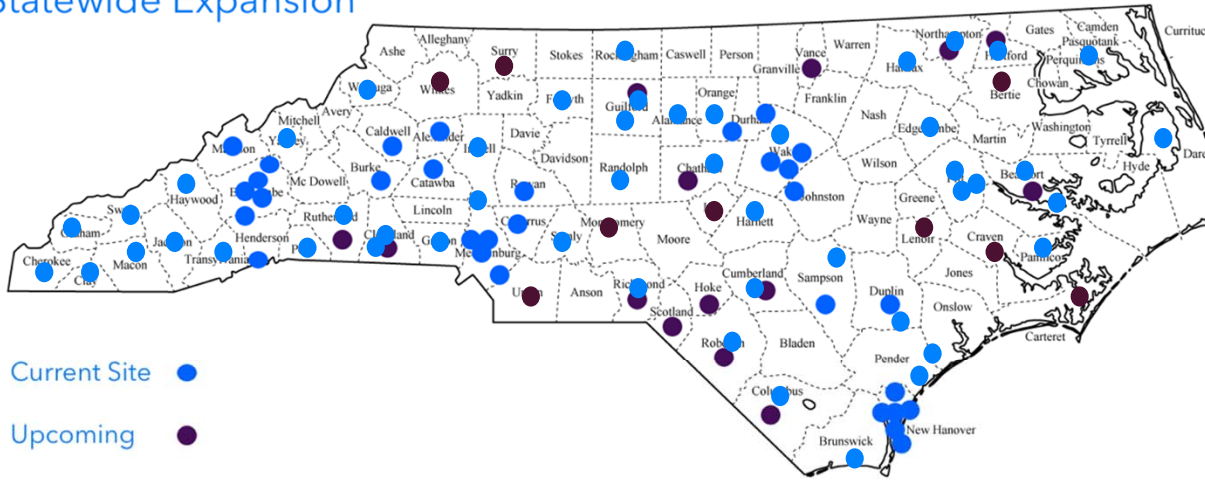 Statewide Expansion
Ashe
Alleghany
Surry
Stokes
Rockingham
Caswell
Person
Vance
Granville
Warren
Northampton
Halifax
Hertford
Gates
Camden
Pasquotank
Perquimans
Chowan
Bertie
Watauga
Wilkes
Yadkin
Forsyth
Guilford
Alamance
Orange
Durham
Franklin
Nash
Edgecombe
Martin
Washington
Tyrrell
Dare
Mitchell
Avery
Yancey
Madison
Caldwell
Alexander
Iredell
Davie
Davidson
Randolph
Chatham
Wake
Wilson
Beaufort
Hyde
Haywood
Buncombe
Mc Dowell
Burke
Catawba
Rowan
Johnston
Greene
Pitt
Swain
Graham
Rutherford
Lincoln
Cabarrus
Montgomery
Lee
Harnett
Wayne
Lenoir
Craven
Pamlico
Cherokee
Clay
Macon
Jackson
Transylvania
Henderson
Polk
Cleveland
Gaston
Mecklenburg
Stanly
Moore
Union
Anson
Richmond
Hoke
Cumberland
Sampson
Duplin
Jones
Onslow
Carteret
Scotland
Robeson
Bladen
Pender
Columbus
Brunswick
New Hanover
Current Site
Upcoming